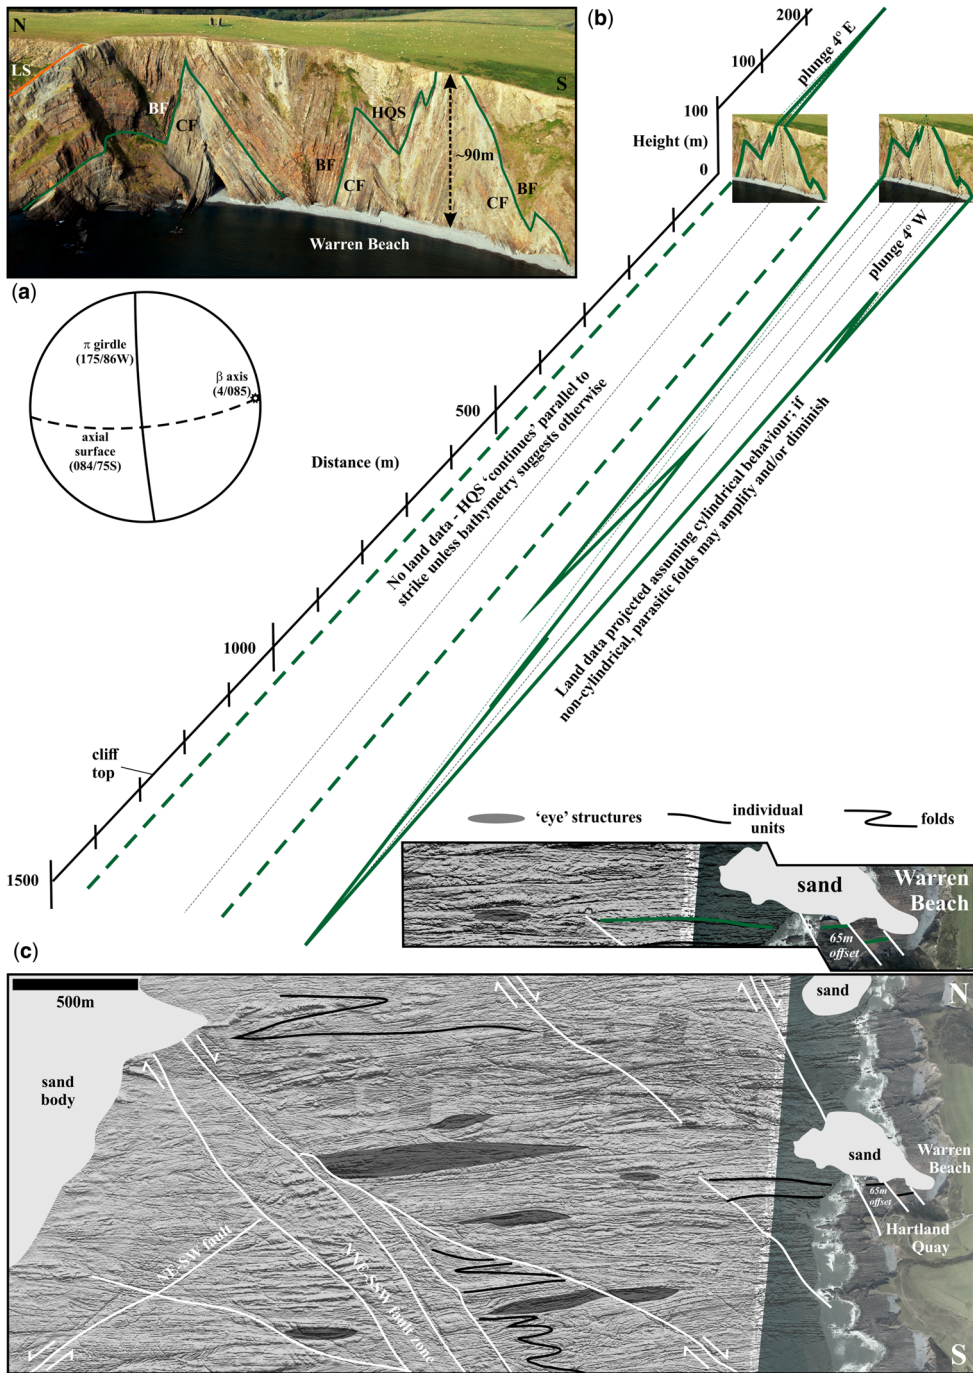 N
LS
BF
CF
HQS
S
BF
CF
~90m
BF
CF
Warren Beach
(a)
π girdle
(175/86W)
β axis
(4/085)
axial
surface
(084/75S)
(b)
200
100
100
Height (m)
0
plunge 4° E
plunge 4° W
500
Distance (m)
No land data - HQS ‘continues’ parallel to
strike unless bathymetry suggests otherwise
Land data projected assuming cylindrical behaviour; if
non-cylindrical, parasitic folds may amplify and/or diminish
1000
cliff
top
1500
‘eye’ structures
individual
units
folds
sand
Warren
Beach
65m
offset
(c)
500m
sand
body
sand
N
sand
Warren
Beach
65m
offset
Hartland
Quay
NE-SW fault
NNE-SSW fault zone
S